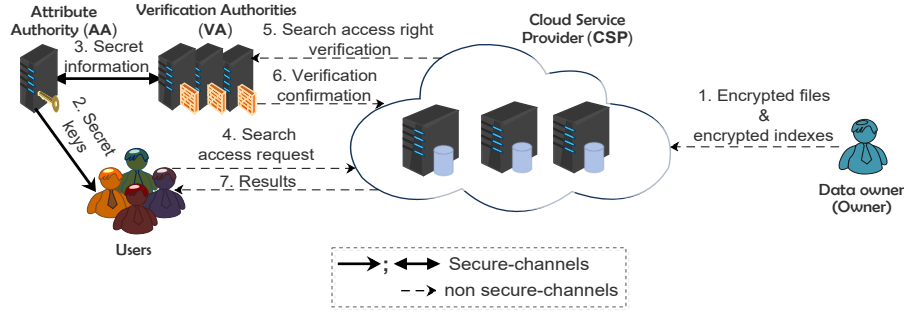 Attribute
Authority (AA)
Verification Authorities
(VA)
Cloud Service
Provider (CSP)
3. Secret
information
5. Search access right
verification
6. Verification
confirmation
2. Secret
keys
4. Search
access request
7. Results
1. Encrypted files
&
encrypted indexes
Data owner
(Owner)
Users
; Secure-channels
non secure-channels